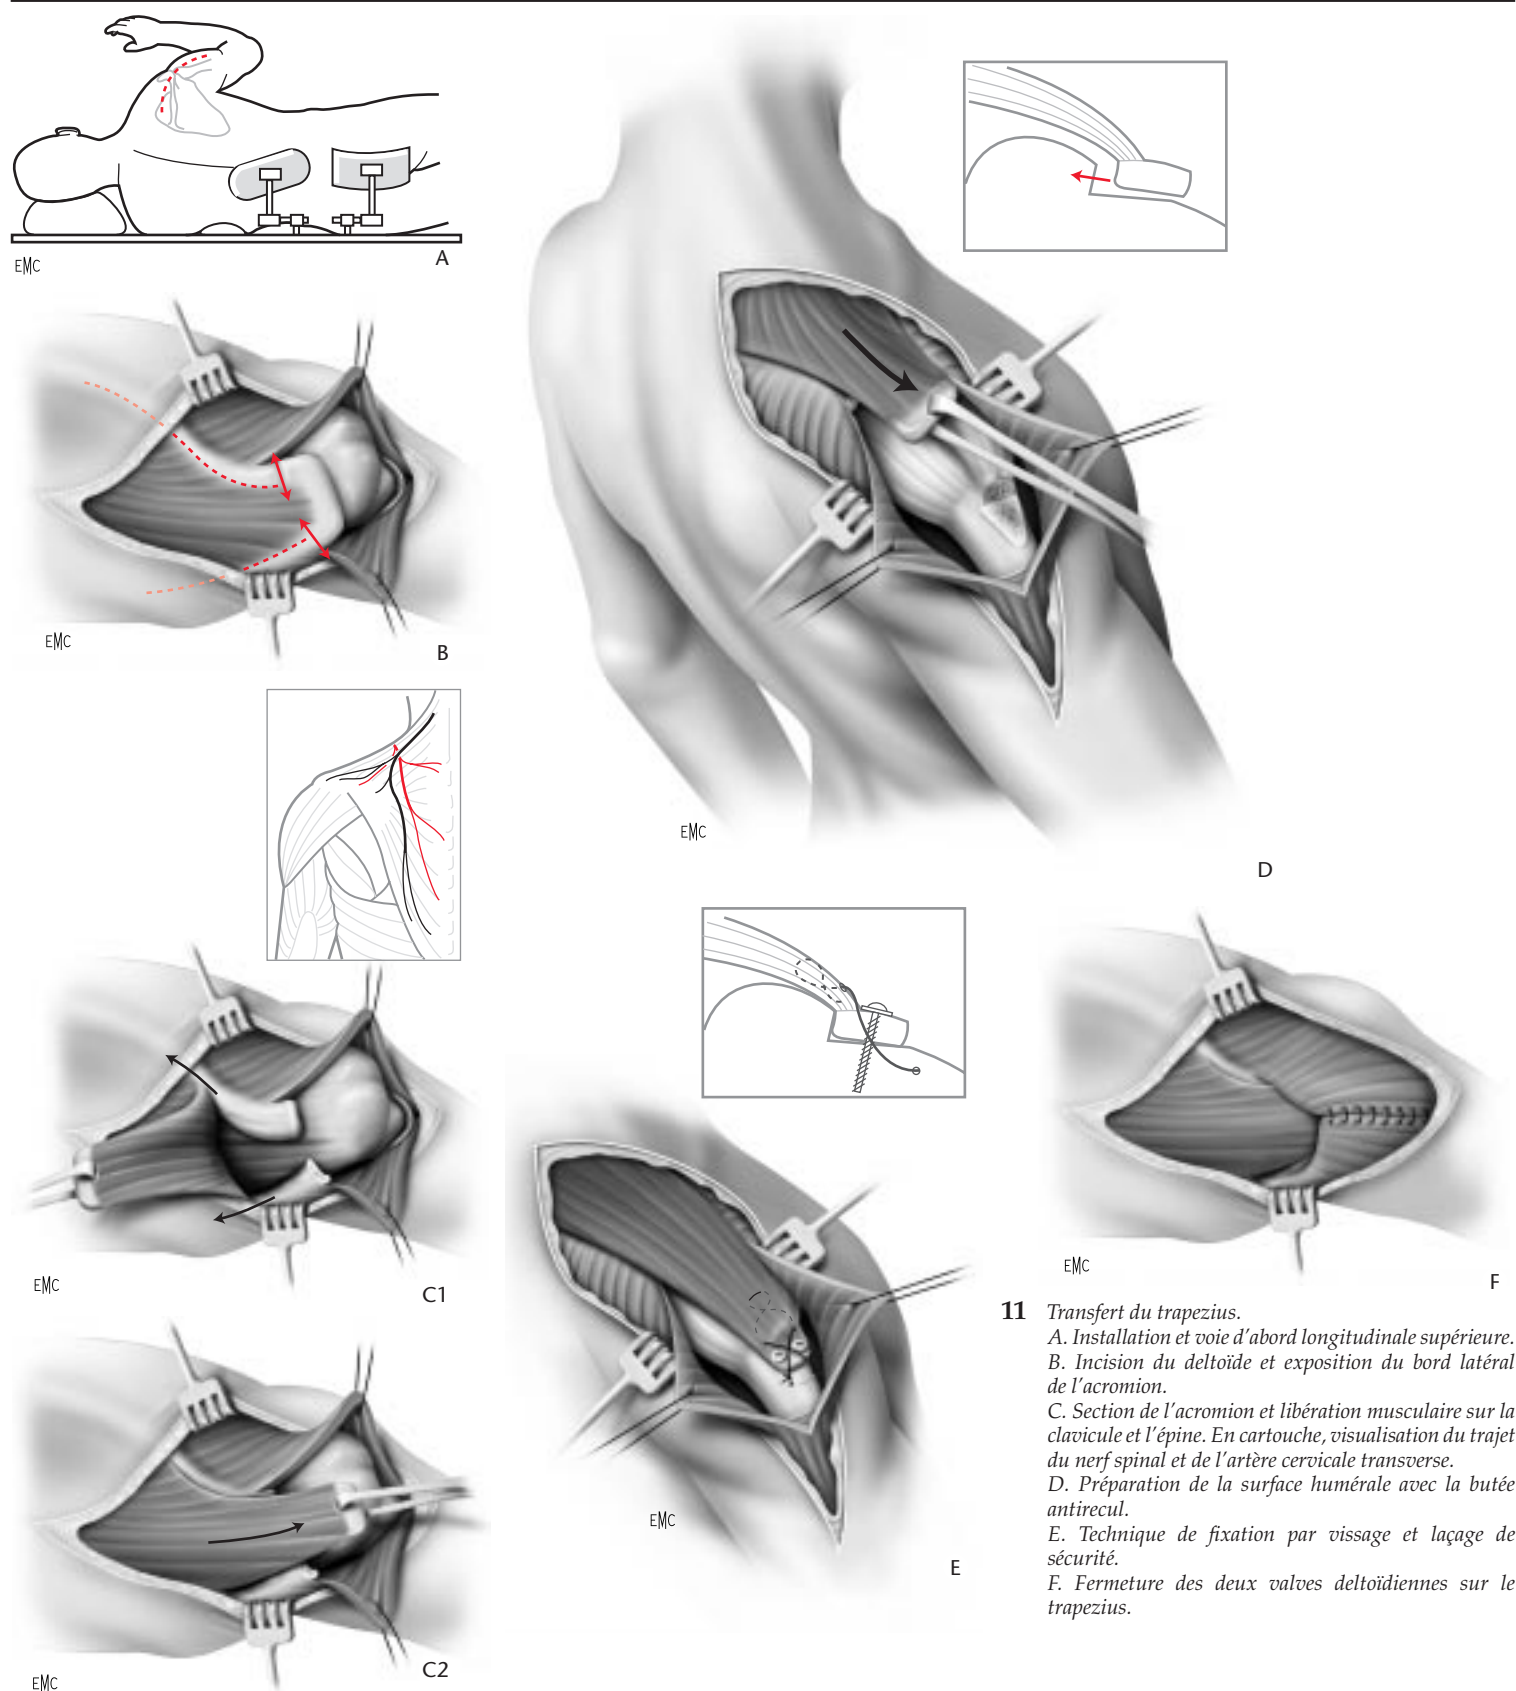 A
EMC
B
EMC
EMC
D
C1
EMC
C2
EMC
E
EMC
F
EMC
11 Transfert du trapezius.
A. Installation et voie d'abord longitudinale supérieure.
B. Incision du deltoïde et exposition du bord latéral
de l'acromion.
C. Section de l'acromion et libération musculaire sur la
clavicule et l'épine. En cartouche, visualisation du trajet
du nerf spinal et de l'artère cervicale transverse.
D. Préparation de la surface humérale avec la butée
antirecul.
E. Technique de fixation par vissage et laçage de
sécurité.
F. Fermeture des deux valves deltoïdiennes sur le
trapezius.